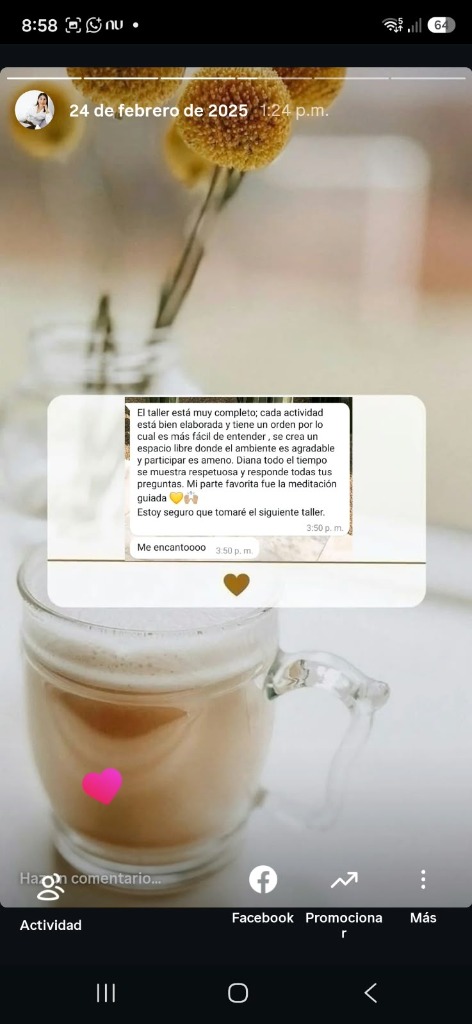 8:58
64
24 de febrero de 2025 1:24 p.m.
El taller está muy completo; cada actividad
está bien elaborada y tiene un orden por lo
cual es más fácil de entender , se crea un
espacio libre donde el ambiente es agradable
y participar es ameno. Diana todo el tiempo
se muestra respetuosa y responde todas tus
preguntas. Mi parte favorita fue la meditación
guiada 💛🙌🏼
Estoy seguro que tomaré el siguiente taller.
3:50 p. m.
Me encantoooo 3:50 p. m.
Haz un comentario...
Actividad
Facebook
Promociona
r
Más